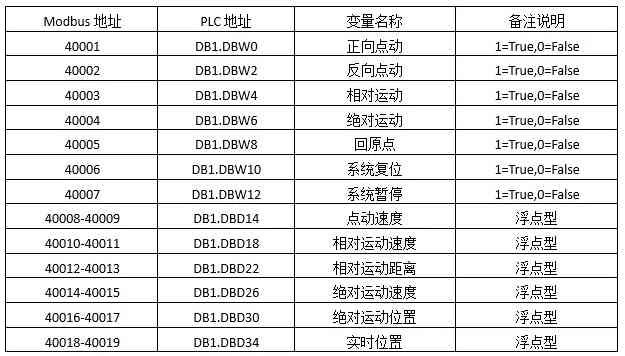 Modbus 地址 PLC 地址 变量名称 备注说明
40001 DB1.DBW0 正向点动 1=True,0=False
40002 DB1.DBW2 反向点动 1=True,0=False
40003 DB1.DBW4 相对运动 1=True,0=False
40004 DB1.DBW6 绝对运动 1=True,0=False
40005 DB1.DBW8 回原点 1=True,0=False
40006 DB1.DBW10 系统复位 1=True,0=False
40007 DB1.DBW12 系统暂停 1=True,0=False
40008-40009 DB1.DBD14 点动速度 浮点型
40010-40011 DB1.DBD18 相对运动速度 浮点型
40012-40013 DB1.DBD22 相对运动距离 浮点型
40014-40015 DB1.DBD26 绝对运动速度 浮点型
40016-40017 DB1.DBD30 绝对运动位置 浮点型
40018-40019 DB1.DBD34 实时位置 浮点型